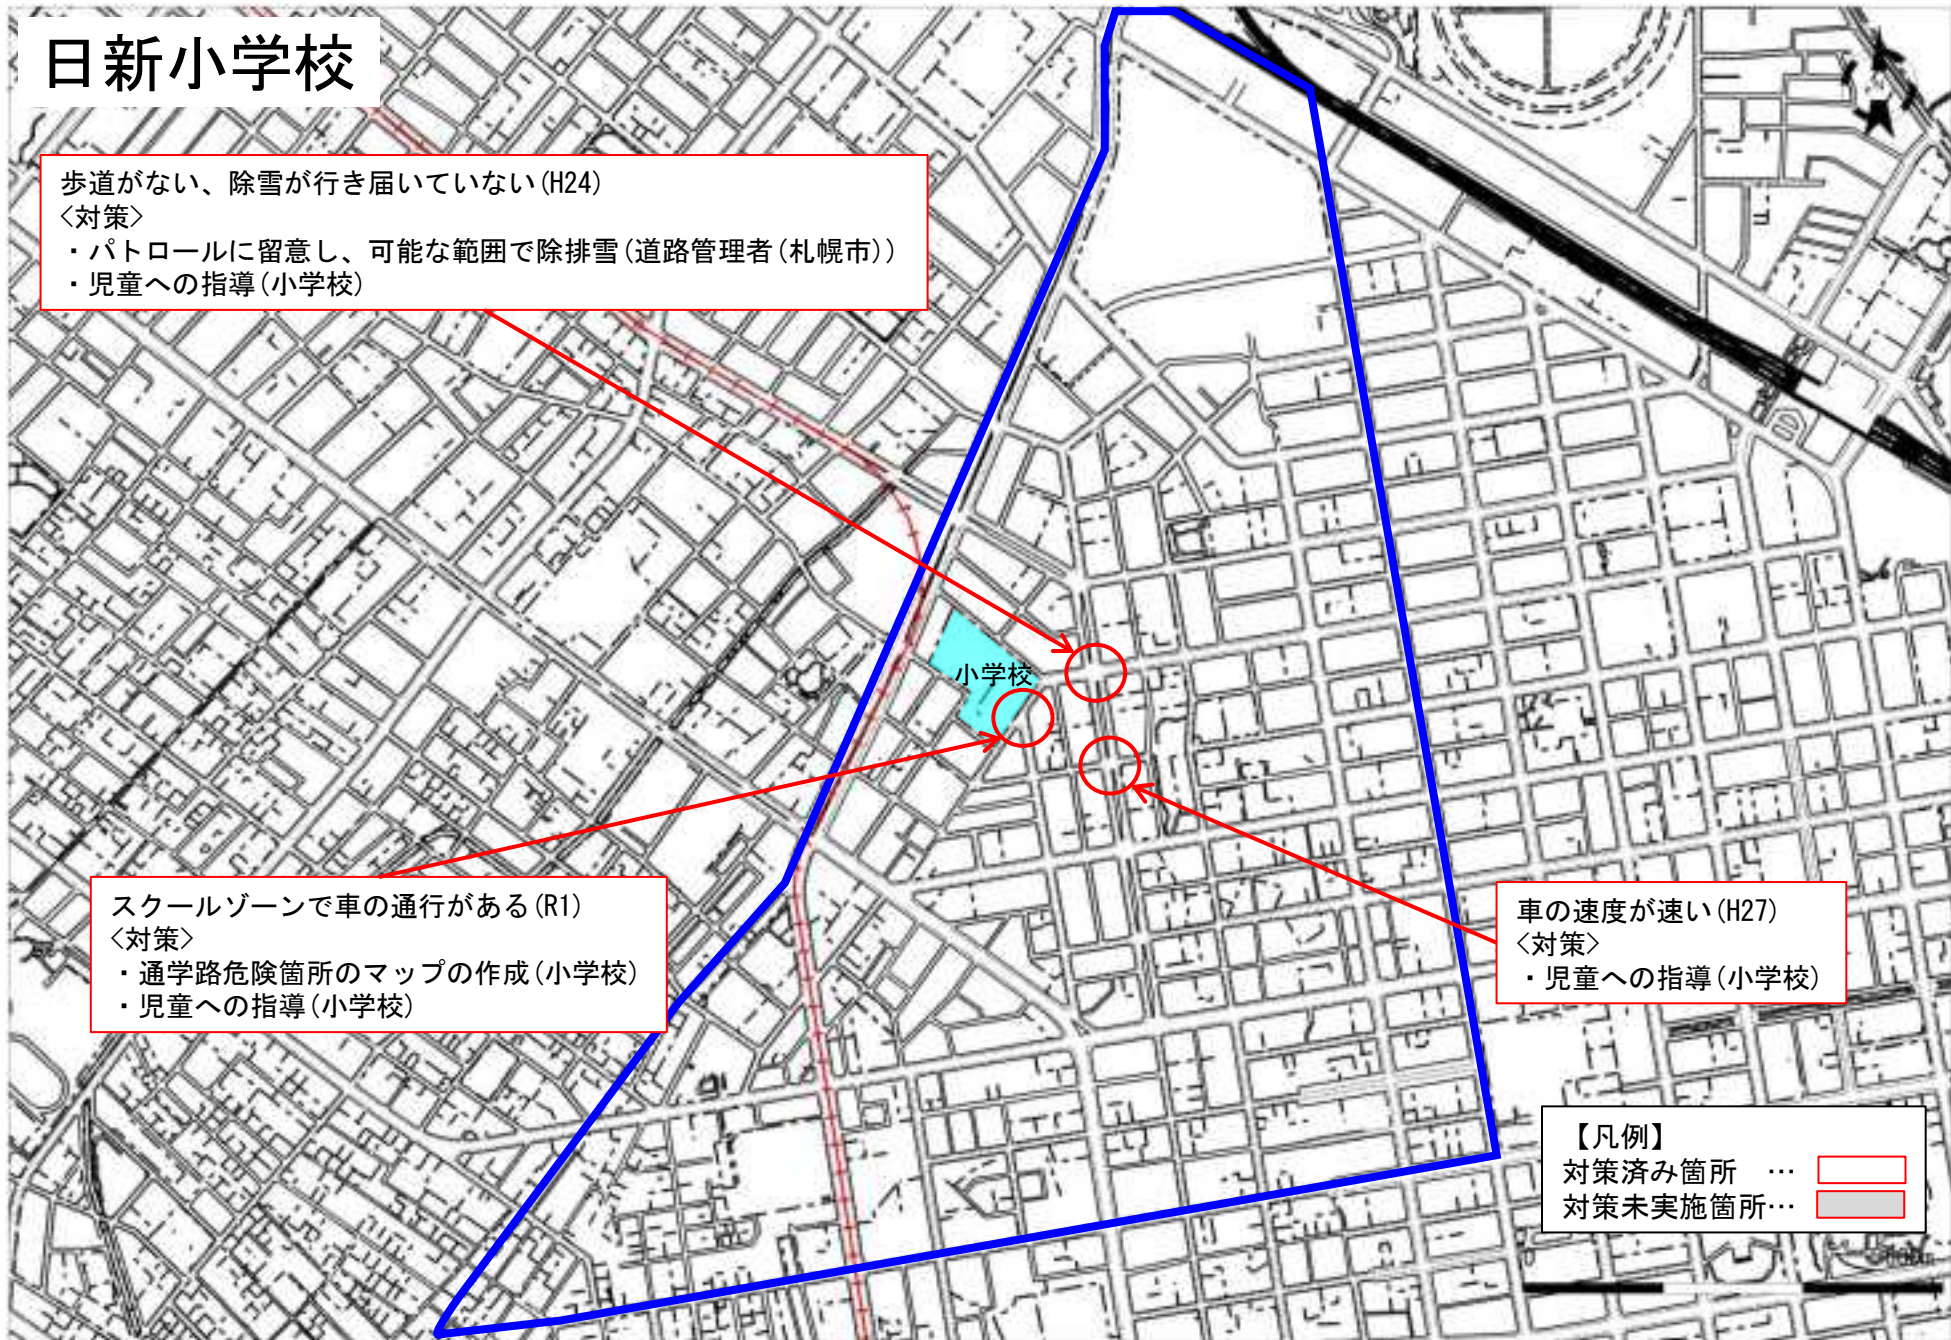 日新小学校
歩道がない、除雪が行き届いていない(H24)
<対策>
・パトロールに留意し、可能な範囲で除排雪(道路管理者(札幌市))
・児童への指導(小学校)
小学校
スクールゾーンで車の通行がある(R1)
<対策>
・通学路危険箇所のマップの作成(小学校)
・児童への指導(小学校)
車の速度が速い(H27)
<対策>
・児童への指導(小学校)
【凡例】
対策済み箇所 …
対策未実施箇所…